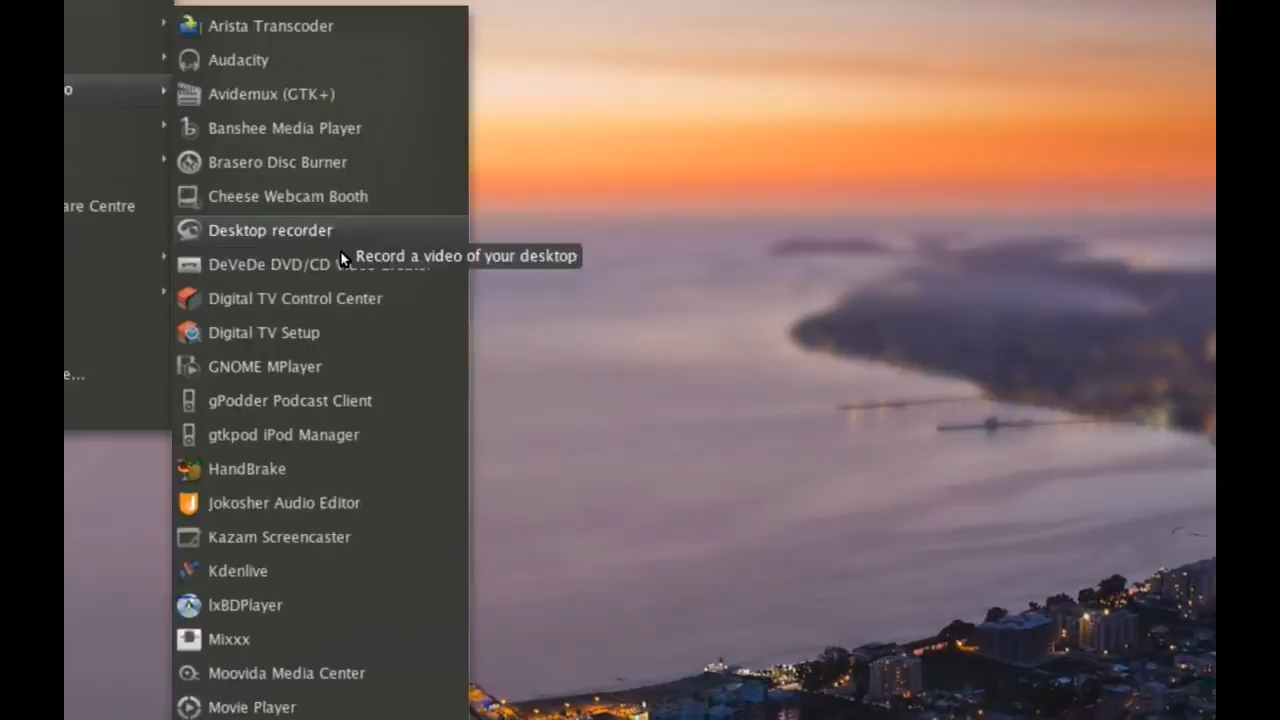 Arista Transcoder
Audacity
o
Avidemux (GTK+)
Banshee Media Player
Brasero Disc Burner
Cheese Webcam Booth
are Centre
Desktop recorder
Record a video of your desktop
DeVeDe DVD/CD
Digital TV Control Center
Digital TV Setup
GNOME MPlayer
e...
gPodder Podcast Client
gtkpod iPod Manager
HandBrake
Jokosher Audio Editor
Kazam Screencaster
Kdenlive
lxBDPlayer
Mixxx
Moovida Media Center
Movie Player